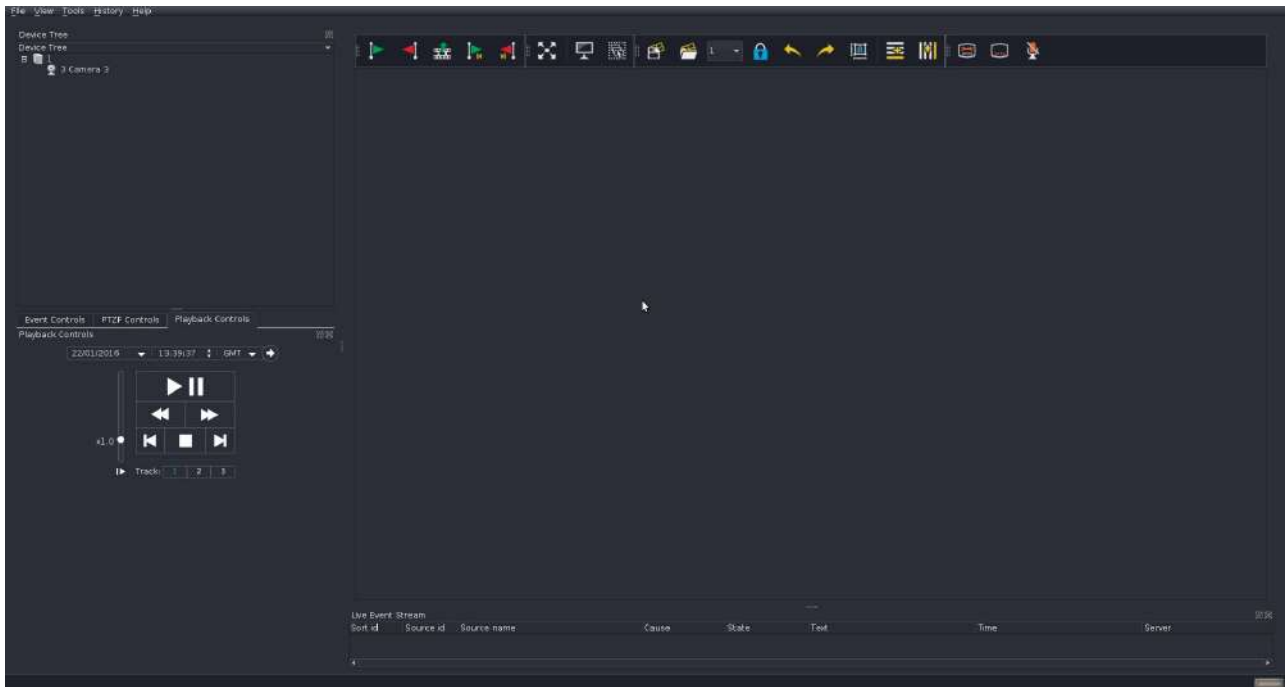 File View Tools History Help
Device Tree
Device Tree
1
3 Camera 3
1
Event Controls PTZF Controls Playback Controls
Playback Controls
22/01/2016 13:39:37 GMT
x1.0
Track: 1 2 3
Live Event Stream
Sort id Source id Source name Cause State Text Time Server